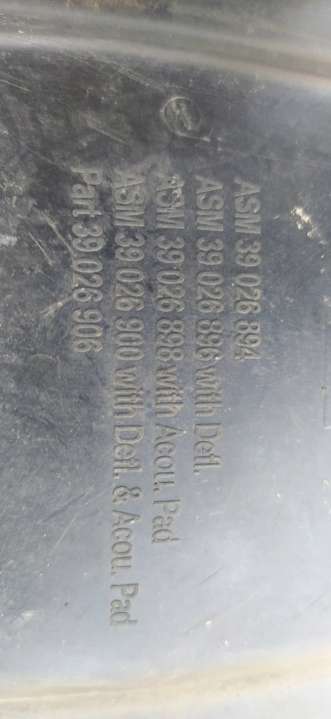 ASM 39 026 894
ASM 39 026 896 with Defl.
ASM 39 026 898 with Acou. Pad
ASM 39 026 900 with Defl. & Acou. Pad
Part 39 026 906